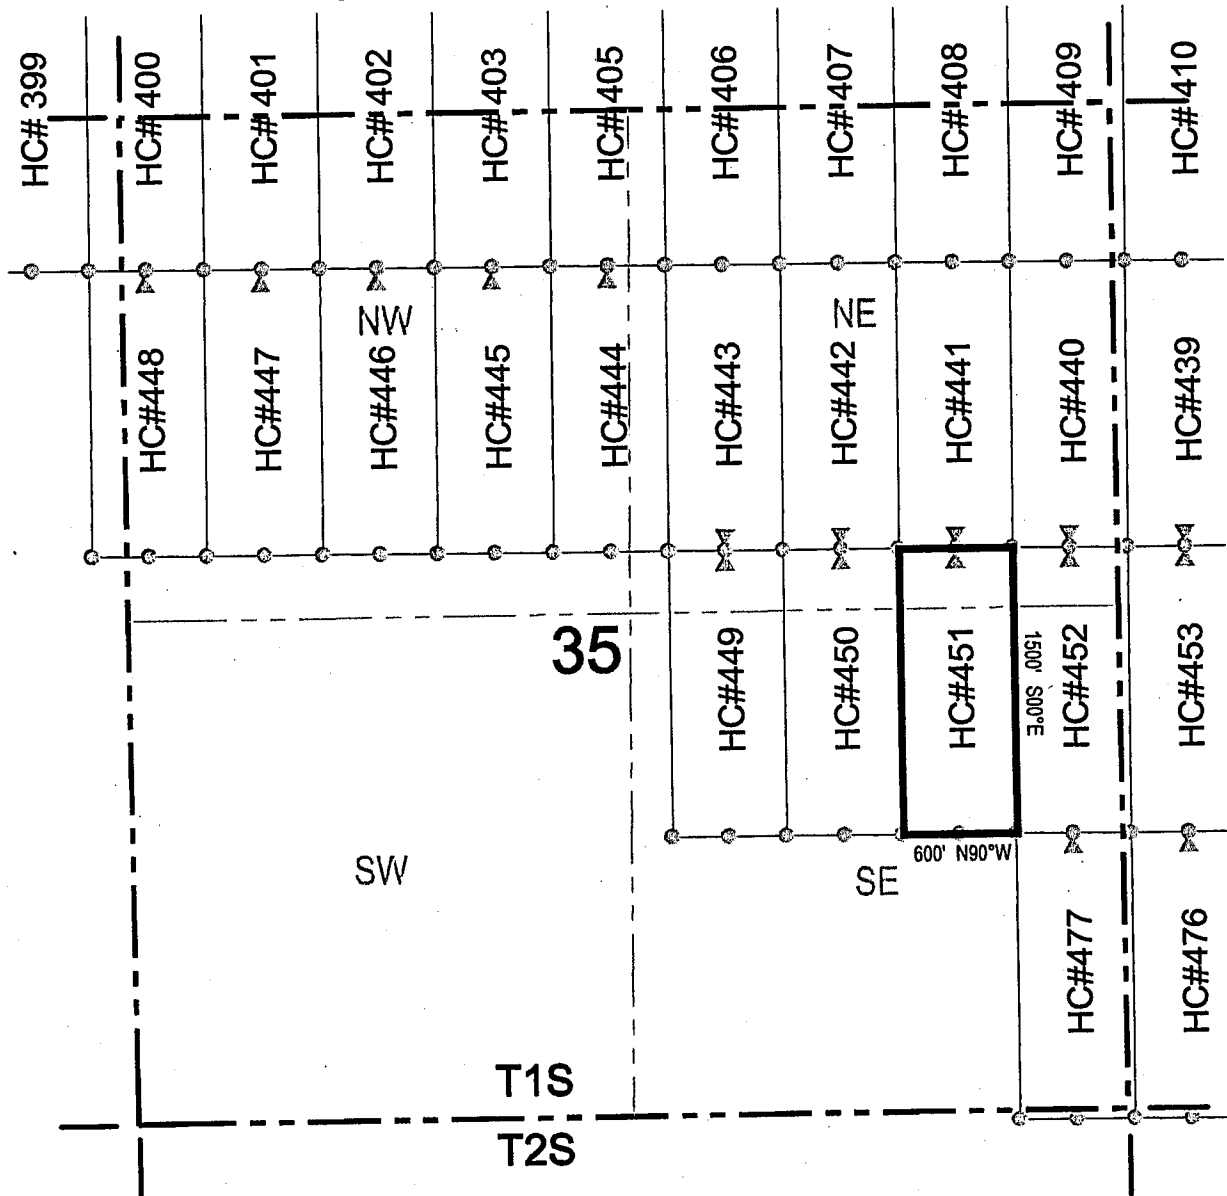 HC# 399
HC# 400
HC# 401
HC# 402
HC# 403
HC# 405
HC# 406
HC# 407
HC# 408
HC# 409
HC# 410
NW
NE
HC#448
HC#447
HC#446
HC#445
HC#444
HC#443
HC#442
HC#441
HC#440
HC#439
35
HC#449
HC#450
HC#451
1500' S00°E
HC#452
HC#453
600' N90°W
SW
SE
HC#477
HC#476
T1S
T2S